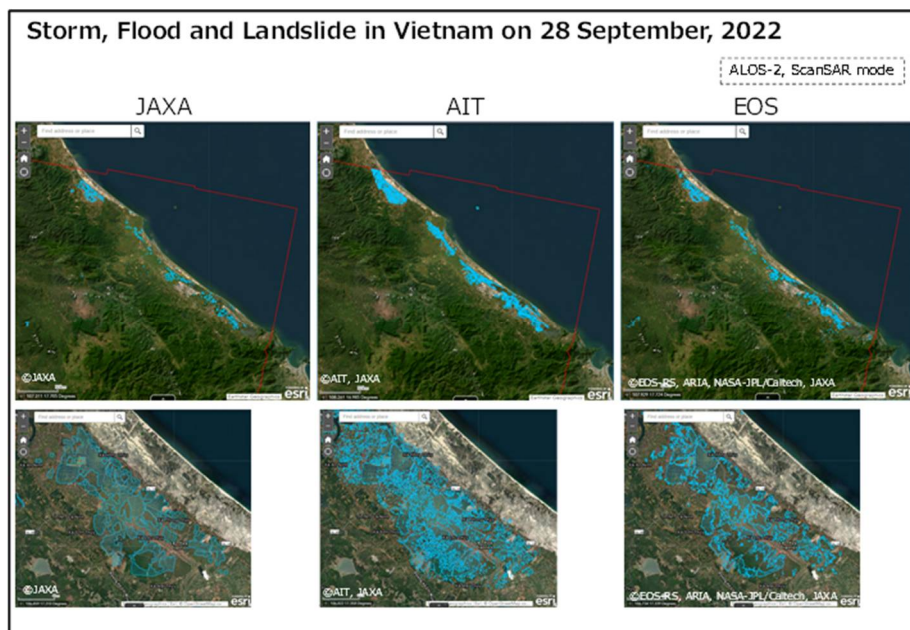 Storm, Flood and Landslide in Vietnam on 28 September, 2022
ALOS-2, ScanSAR mode
JAXA
AIT
EOS
Find address or place
Find address or place
Find address or place
©JAXA
esri
©AIT, JAXA
esri
©EOS-RS, ARIA, NASA-JPL/Caltech, JAXA
esri
Find address or place
Find address or place
Find address or place
©JAXA
esri
©AIT, JAXA
esri
©EOS-RS, ARIA, NASA-JPL/Caltech, JAXA
esri